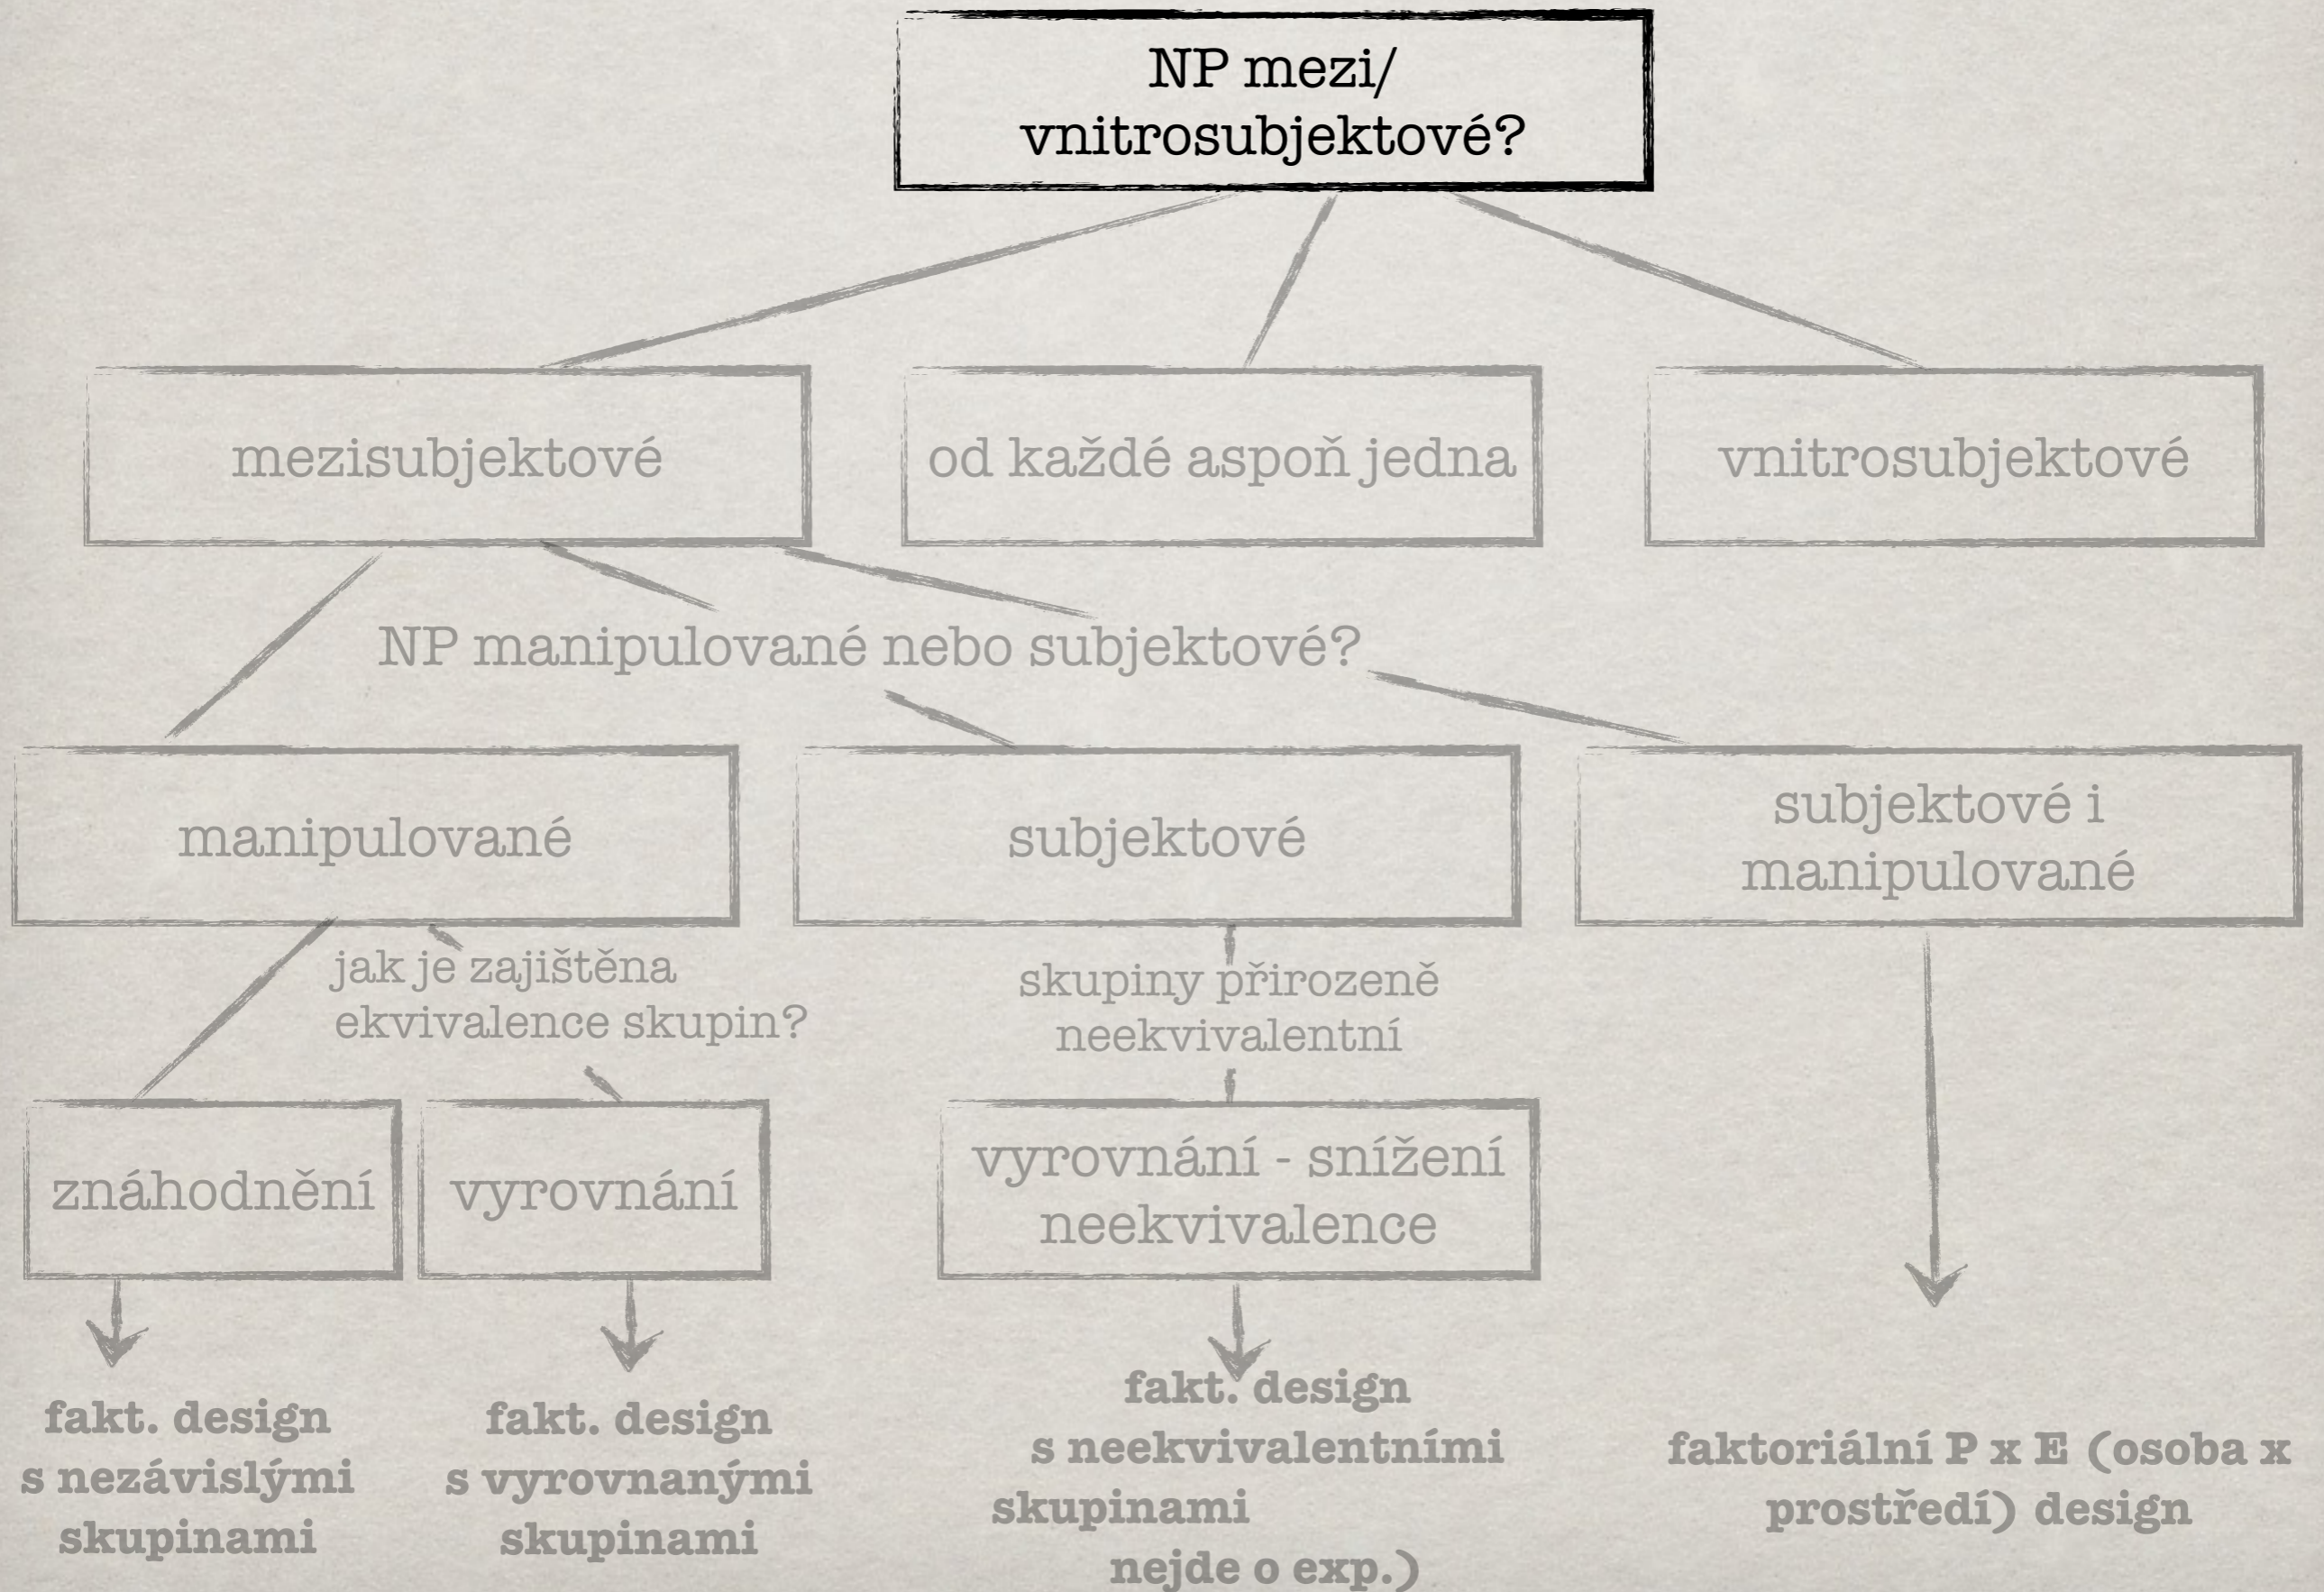 NP mezi/
vnitrosubjektové?
mezisubjektové
od každé aspoň jedna
vnitrosubjektové
NP manipulované nebo subjektové?
manipulované
subjektové
subjektové i
manipulované
jak je zajištěna
ekvivalence skupin?
skupiny přirozeně
neekvivalentní
znáhodnění
vyrovnání
vyrovnání - snížení
neekvivalence
fakt. design
s nezávislými
skupinami
fakt. design
s vyrovnanými
skupinami
fakt. design
s neekvivalentními
skupinami
nejde o exp.)
faktoriální P x E (osoba x
prostředí) design